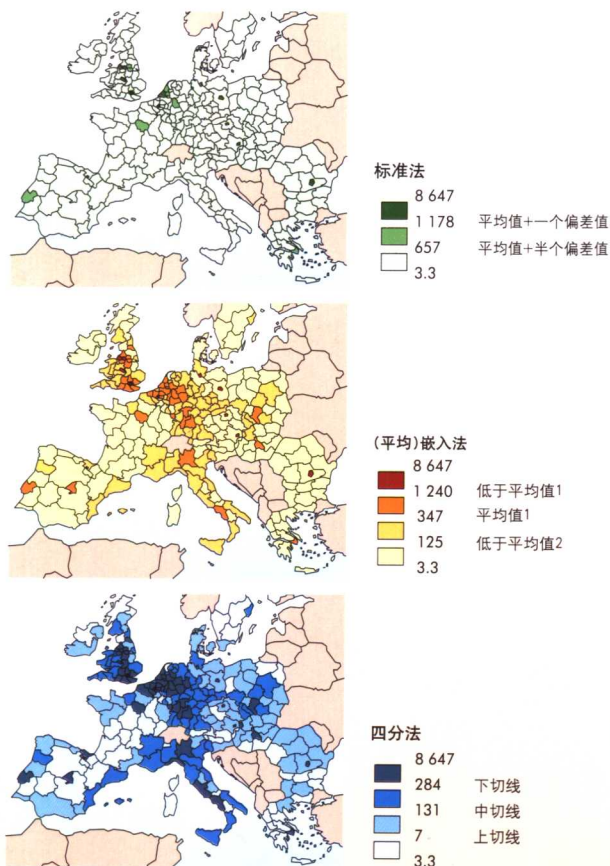 标准法
8 647
1 178 平均值+一个偏差值
657 平均值+半个偏差值
3.3
(平均)嵌入法
8 647
1 240 低于平均值1
347 平均值1
125 低于平均值2
3.3
四分法
8 647
284 下切线
131 中切线
7 上切线
3.3